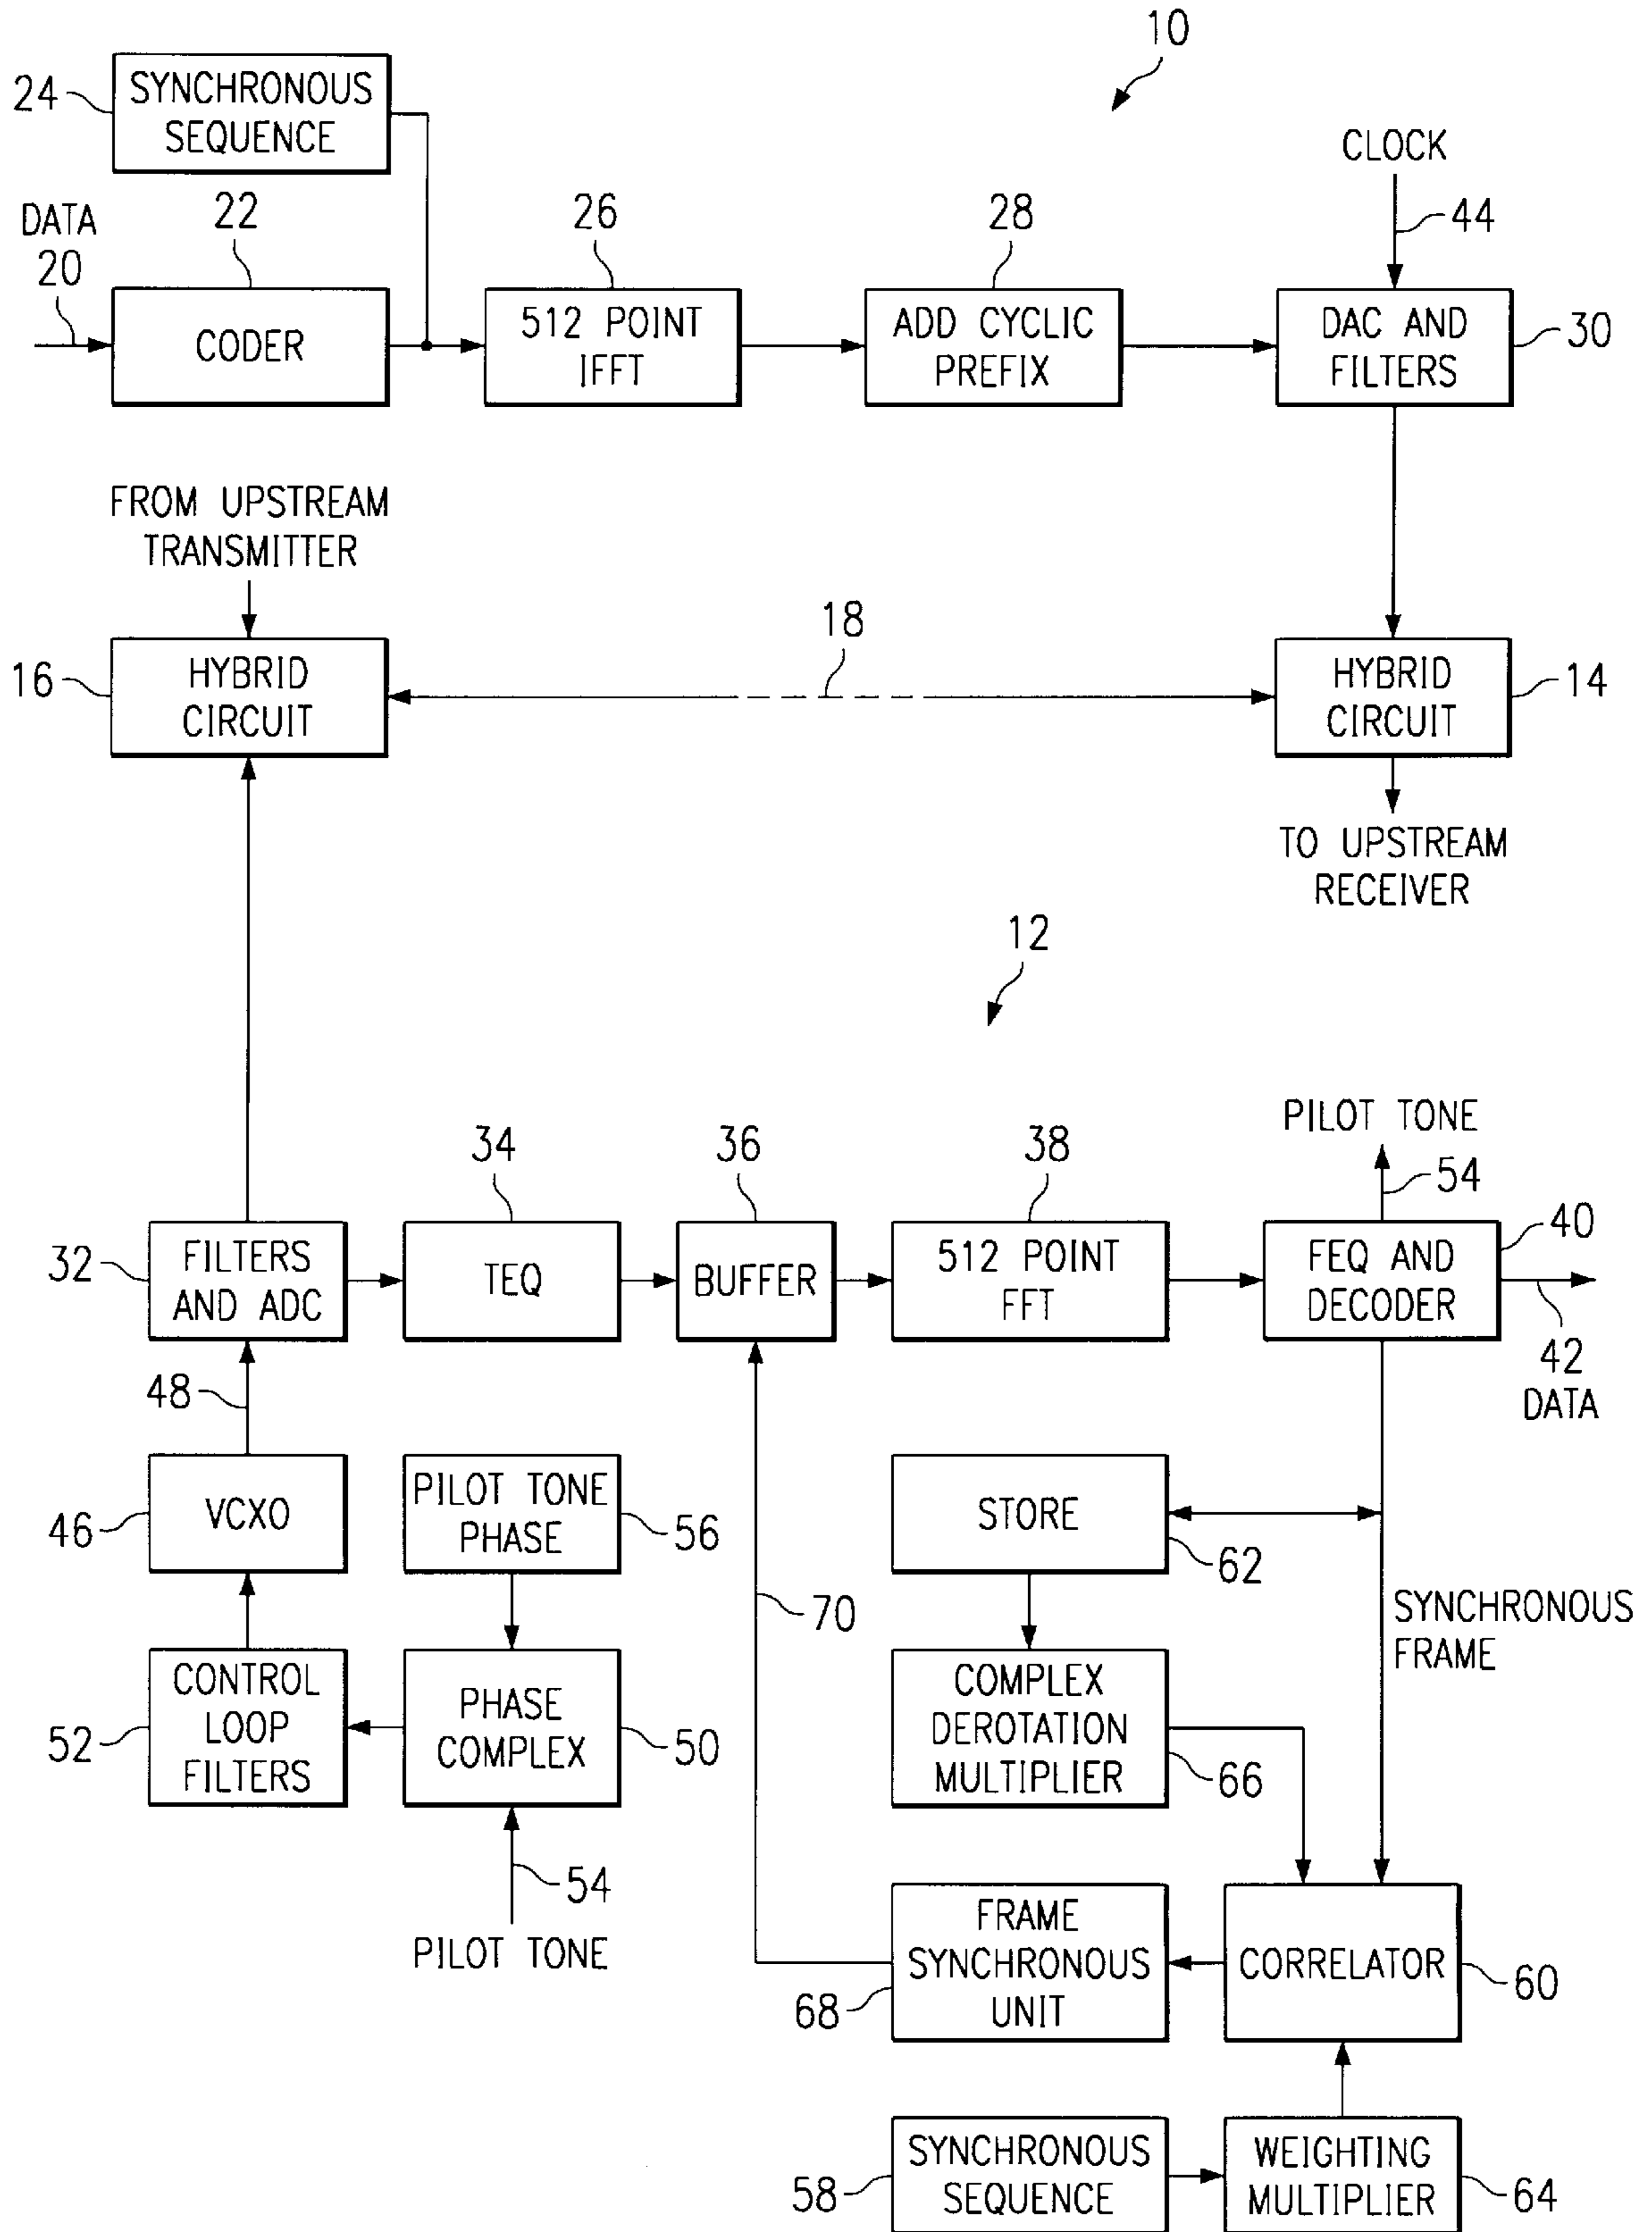 10
24
SYNCHRONOUS
SEQUENCE
CLOCK
44
DATA
20
22
26
28
CODER
512 POINT
IFFT
ADD CYCLIC
PREFIX
DAC AND
FILTERS
30
FROM UPSTREAM
TRANSMITTER
18
16
HYBRID
CIRCUIT
HYBRID
CIRCUIT
14
TO UPSTREAM
RECEIVER
12
PILOT TONE
54
34
36
38
40
32
FILTERS
AND ADC
TEQ
BUFFER
512 POINT
FFT
FEQ AND
DECODER
42
DATA
48
46
VCXO
PILOT TONE
PHASE
56
STORE
62
70
SYNCHRONOUS
FRAME
52
CONTROL
LOOP
FILTERS
PHASE
COMPLEX
50
COMPLEX
DEROTATION
MULTIPLIER
66
54
PILOT TONE
FRAME
SYNCHRONOUS
UNIT
68
CORRELATOR
60
58
SYNCHRONOUS
SEQUENCE
WEIGHTING
MULTIPLIER
64